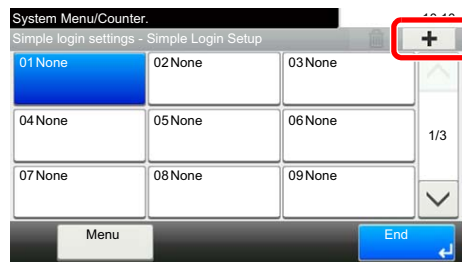 System Menu/Counter.
Simple login settings - Simple Login Setup
+
01 None
02 None
03 None
04 None
05 None
06 None
1/3
07 None
08 None
09 None
Menu
End